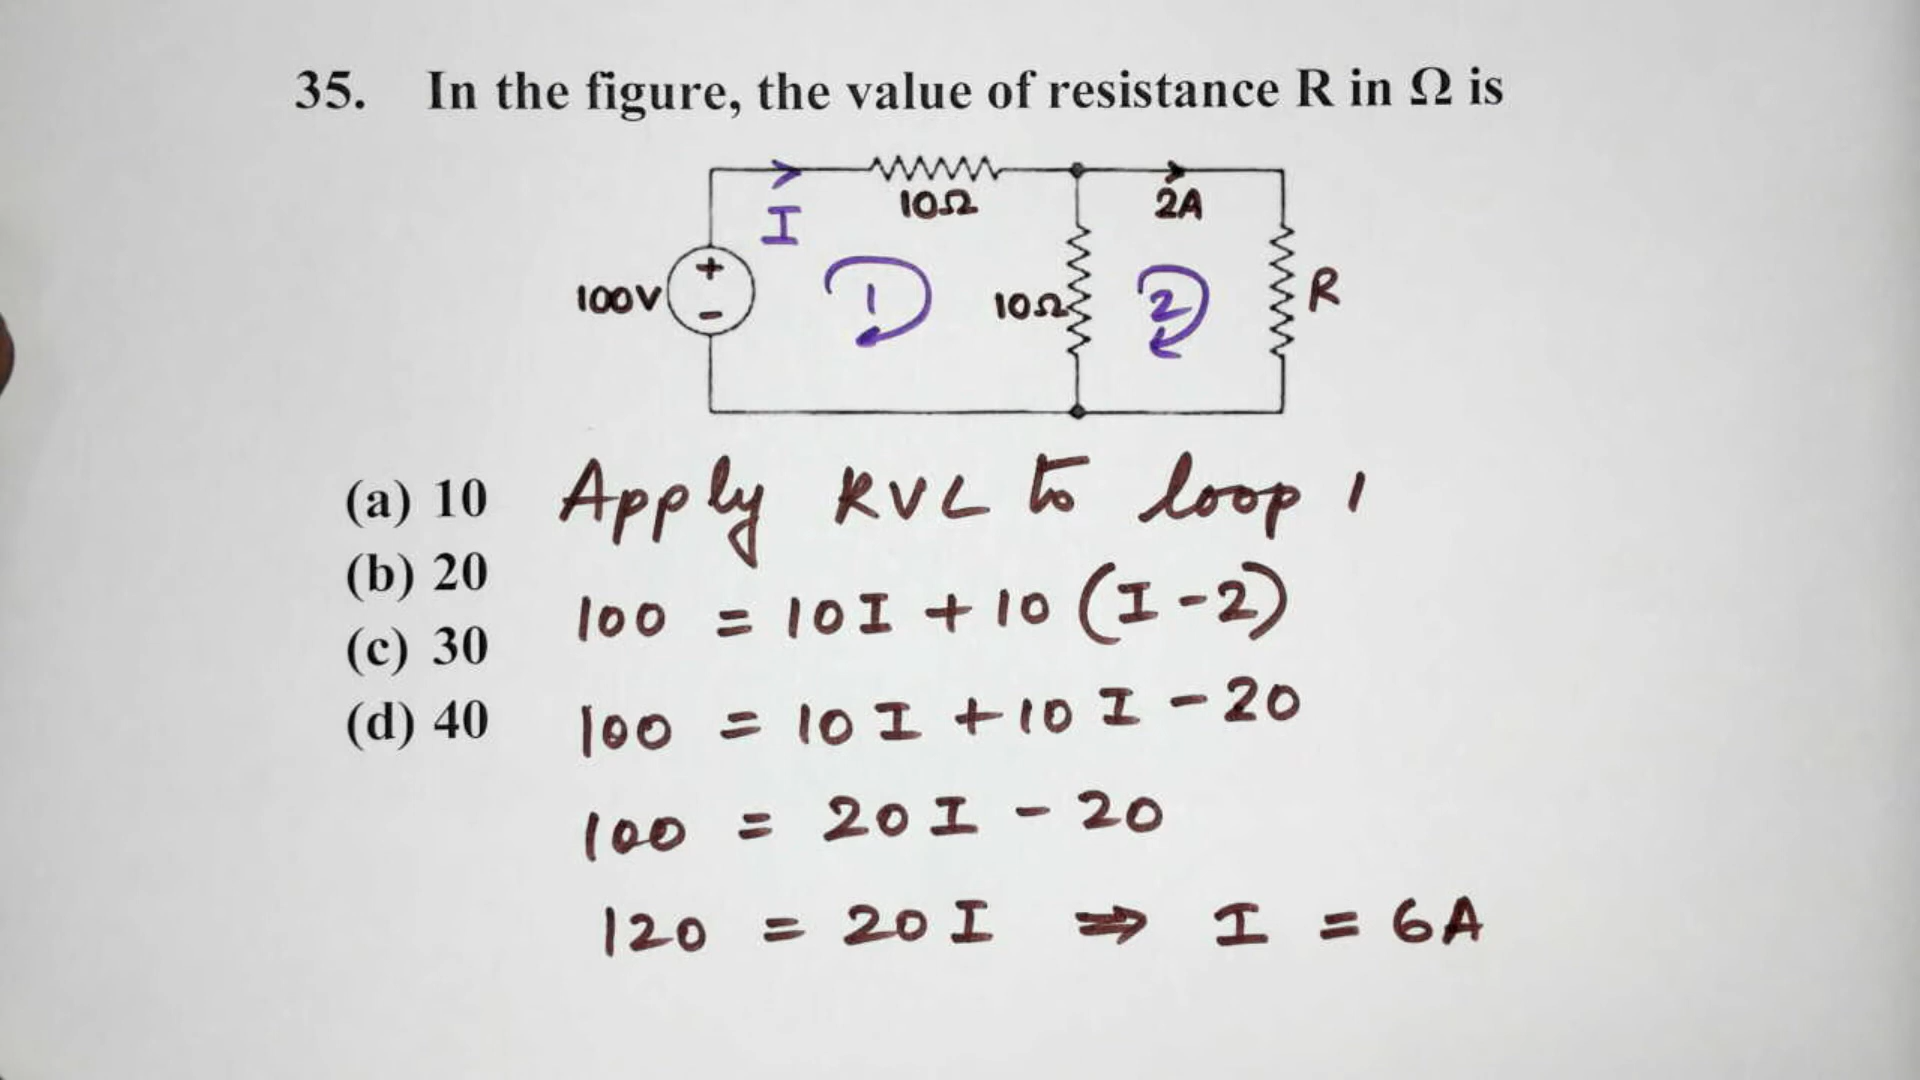 35. In the figure, the value of resistance R in Ω is
I
10Ω
2A
100V
+
-
1
10Ω
2
R
(a) 10
(b) 20
(c) 30
(d) 40
Apply KVL to loop 1
100 = 10I + 10 (I - 2)
100 = 10 I + 10 I - 20
100 = 20 I - 20
120 = 20 I ⇒ I = 6A